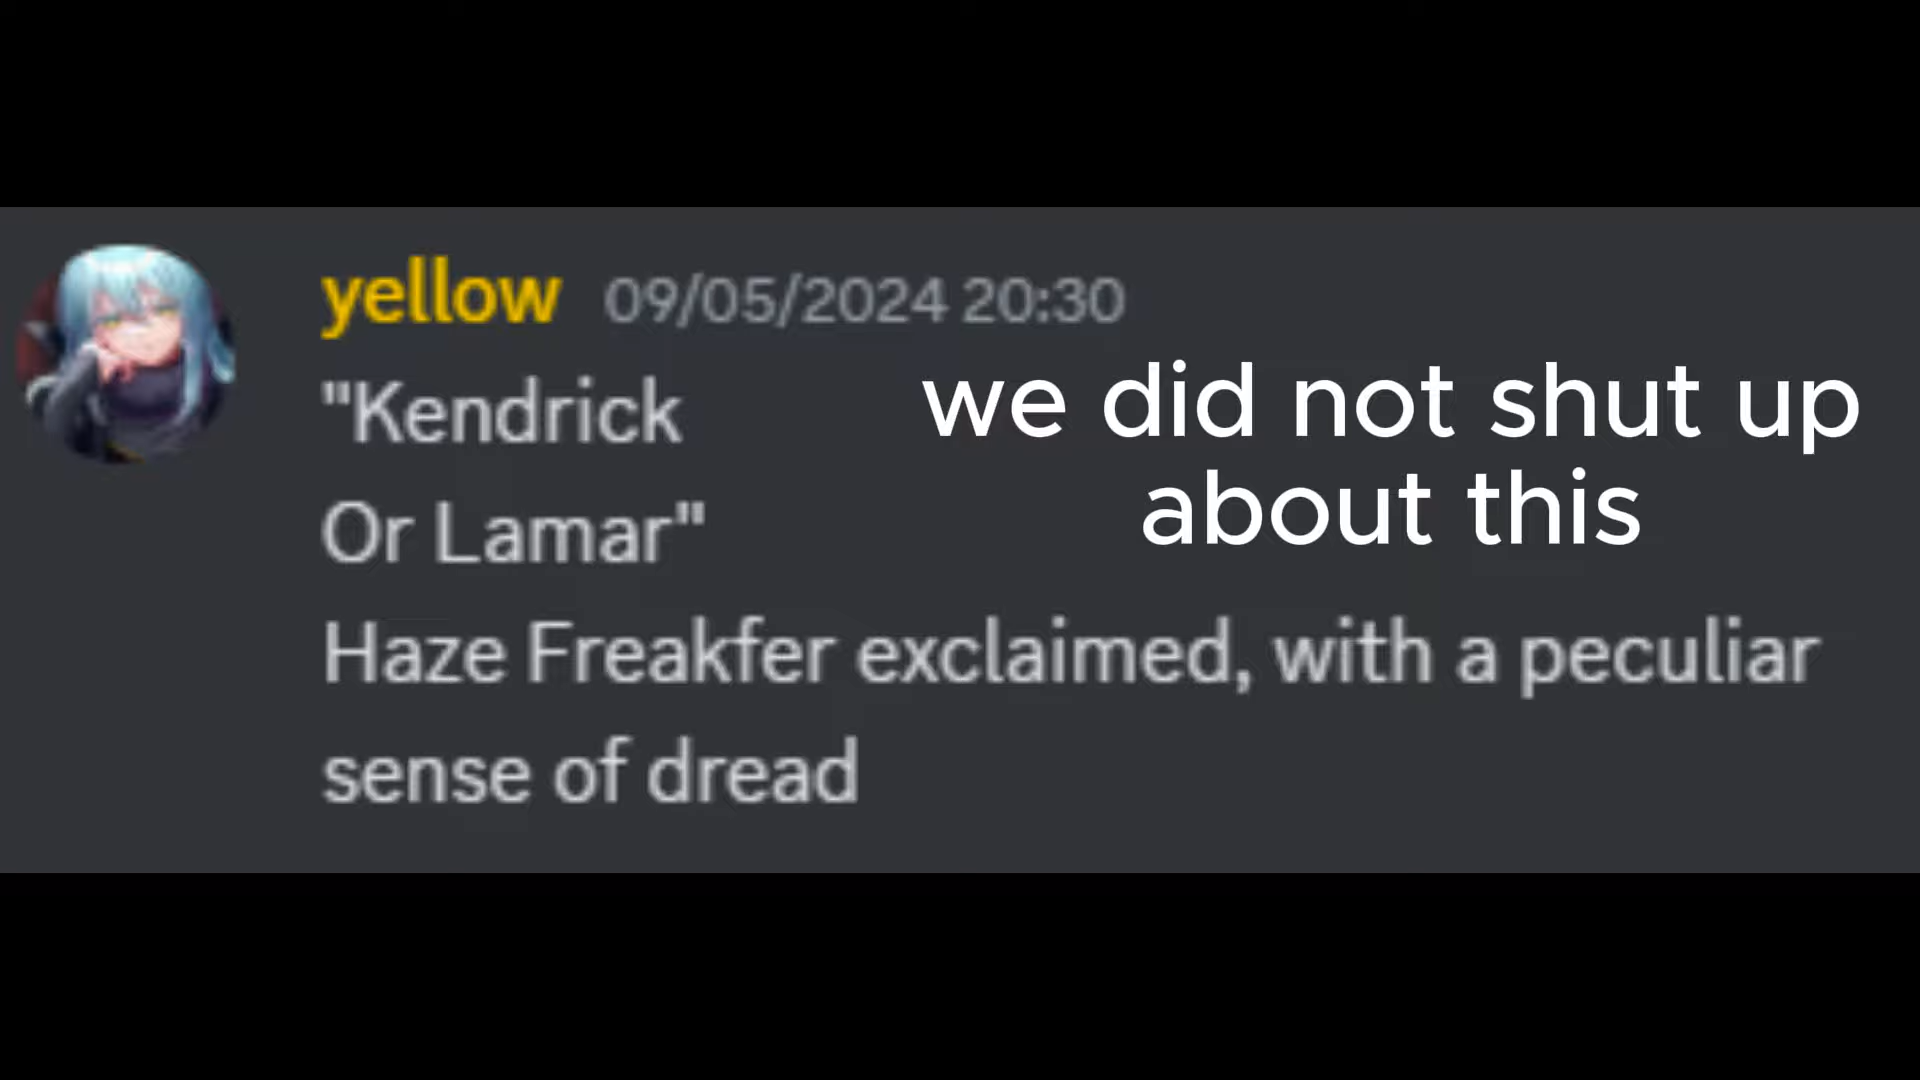 yellow 09/05/2024 20:30
"Kendrick
Or Lamar"
Haze Freakfer exclaimed, with a peculiar
sense of dread
we did not shut up
about this